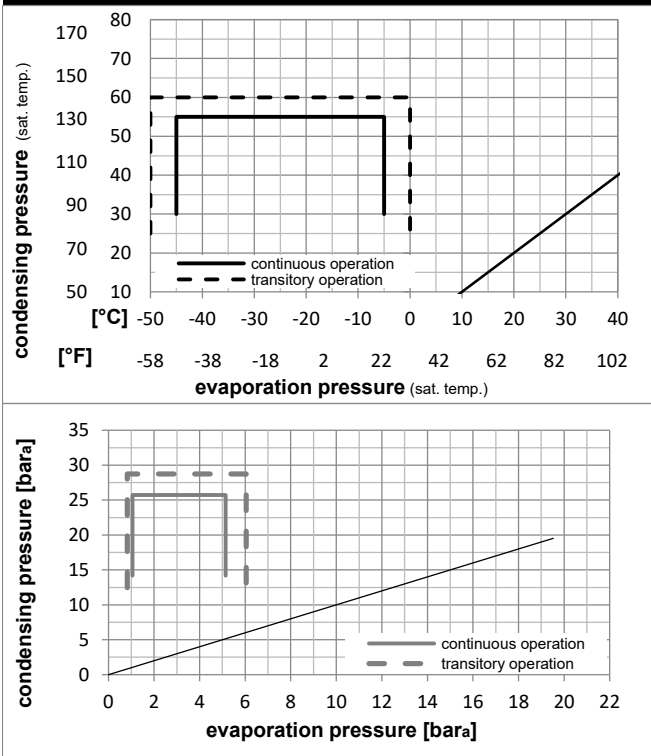 condensing pressure (sat. temp.)
170 80
70
150 60
130 50
110 40
90 30
70 20
50 10
continuous operation
transitory operation
[°C] -50 -40 -30 -20 -10 0 10 20 30 40
[°F] -58 -38 -18 2 22 42 62 82 102
evaporation pressure (sat. temp.)
condensing pressure [bara]
35
30
25
20
15
10
5
0
continuous operation
transitory operation
0 2 4 6 8 10 12 14 16 18 20 22
evaporation pressure [bara]